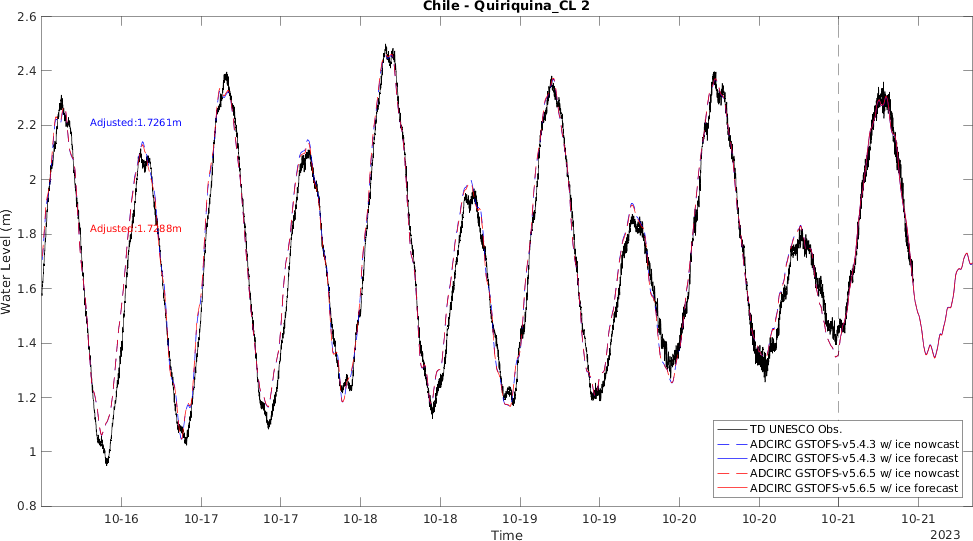 Chile - Quiriquina_CL 2
2.6
2.4
2.2
2
1.8
1.6
1.4
1.2
1
0.8
Water Level (m)
Adjusted:1.7261m
Adjusted:1.7288m
TD UNESCO Obs.
ADCIRC GSTOFS-v5.4.3 w/ ice nowcast
ADCIRC GSTOFS-v5.4.3 w/ ice forecast
ADCIRC GSTOFS-v5.6.5 w/ ice nowcast
ADCIRC GSTOFS-v5.6.5 w/ ice forecast
10-16 10-17 10-17 10-18 10-18 10-19 10-19 10-20 10-20 10-21 10-21
Time
2023